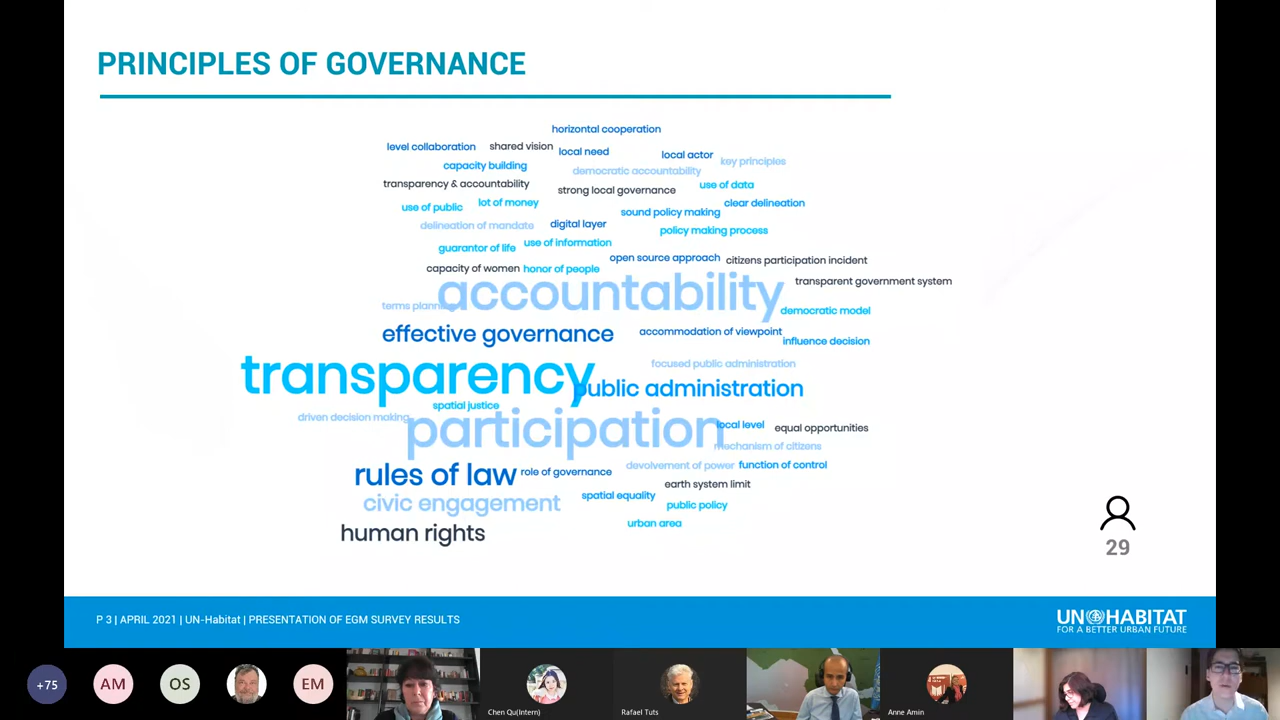 PRINCIPLES OF GOVERNANCE
horizontal cooperation
level collaboration shared vision local need local actor
capacity building democratic accountability key principles
transparency & accountability strong local governance use of data
use of public lot of money sound policy making clear delineation
delineation of mandate digital layer policy making process
guarantor of life use of information
open source approach citizens participation incident
capacity of women honor of people
accountability transparent government system
terms planning democratic model
effective governance accommodation of viewpoint influence decision
transparency focused public administration
public administration
spatial justice
driven decision making participation local level equal opportunities
mechanism of citizens
rules of law role of governance devolvement of power function of control
earth system limit
civic engagement spatial equality public policy
urban area
human rights
29
P 3 | APRIL 2021 | UN-Habitat | PRESENTATION OF EGM SURVEY RESULTS
UN HABITAT
FOR A BETTER URBAN FUTURE
+75 AM OS EM
Chen Qu(Intern) Rafael Tuts Anne Amin